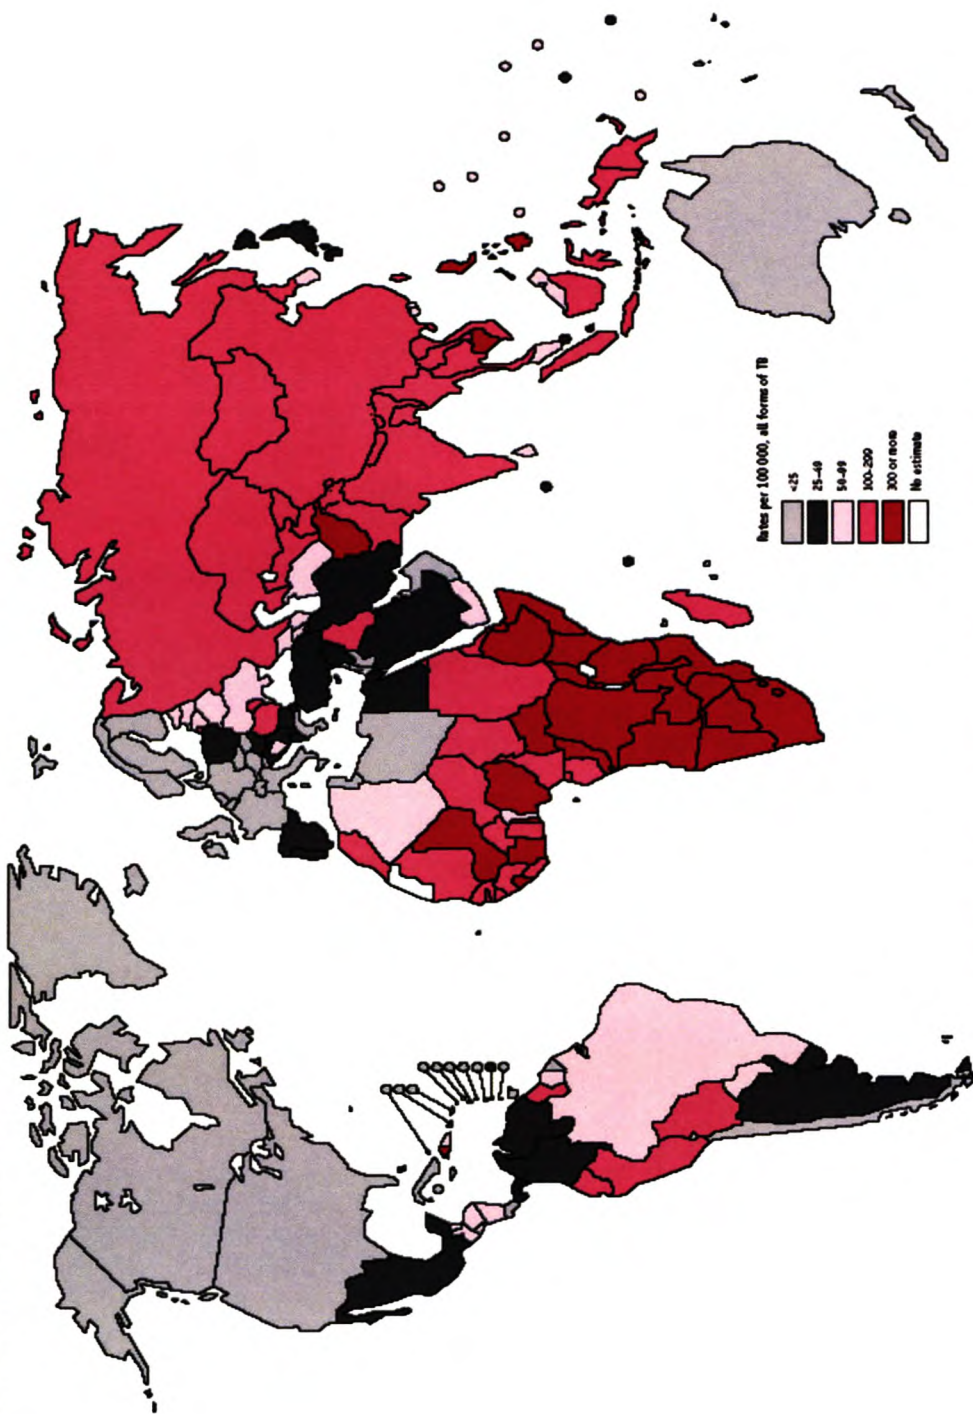 Rates per 100 000, all forms of TB
<25
25-49
50-99
100-299
300 or more
No estimate